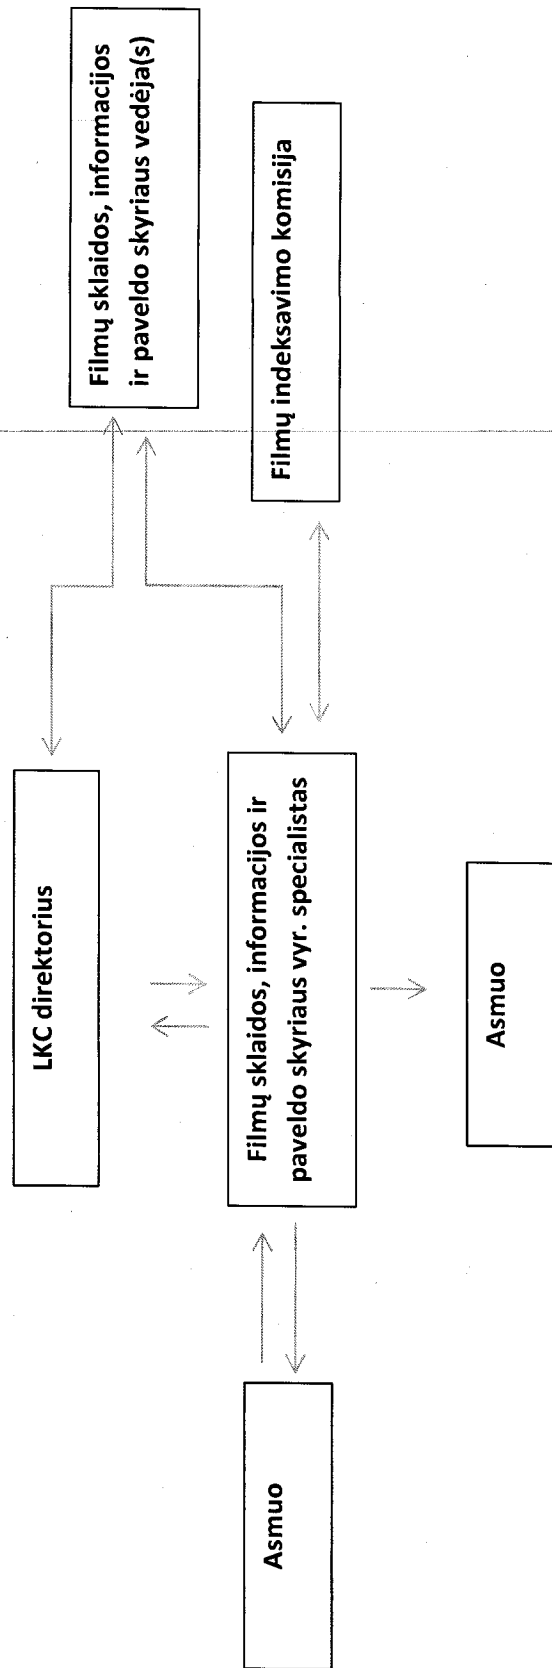 LKC direktorius
Filmų sklaidos, informacijos
ir paveldo skyriaus vedėja(s)
Asmuo
Filmų sklaidos, informacijos ir
paveldo skyriaus vyr. specialistas
Filmų indeksavimo komisija
Asmuo